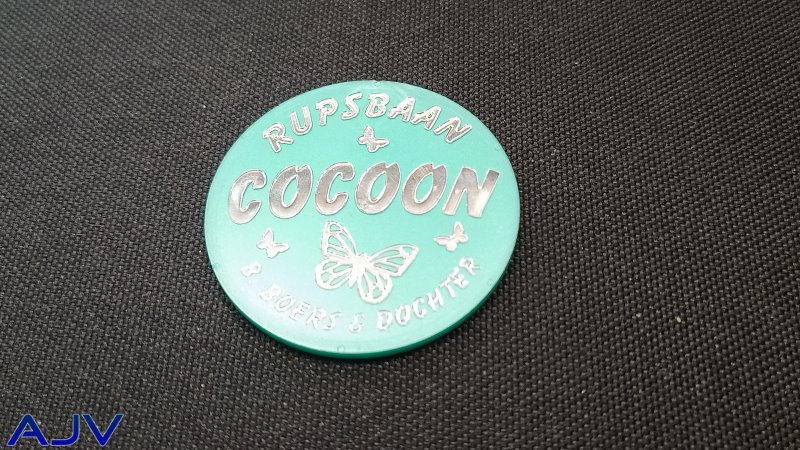 RUPSBAAN
COCOON
B. BOERS & DOCHTER
AJV